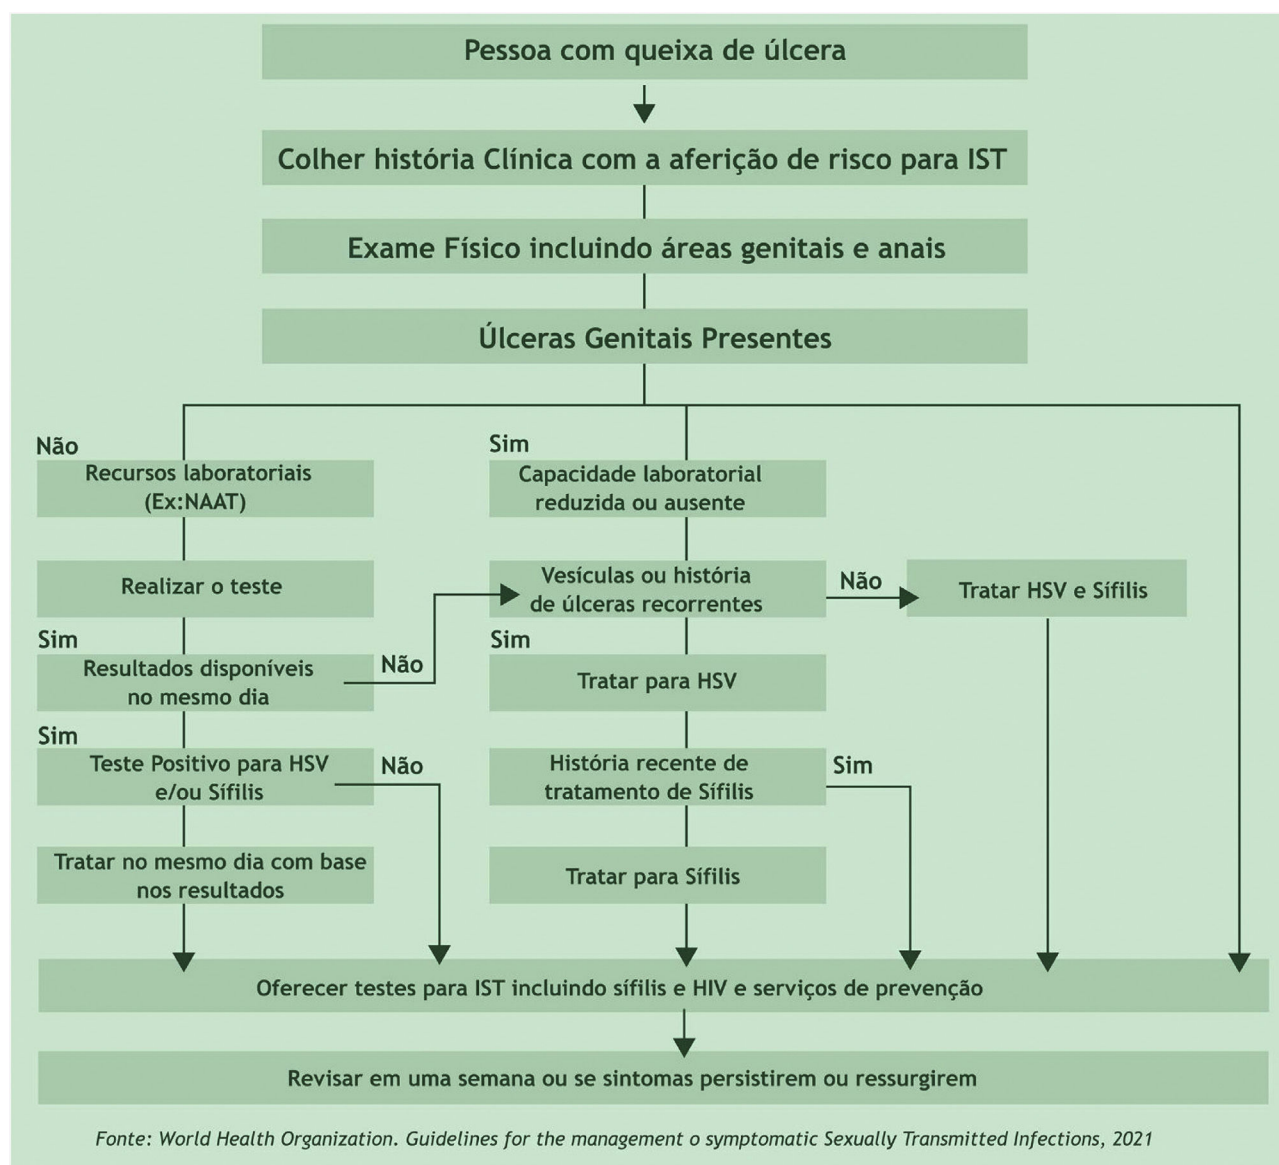 Pessoa com queixa de úlcera
Colher história Clínica com a aferição de risco para IST
Exame Físico incluindo áreas genitais e anais
Úlceras Genitais Presentes
Não
Recursos laboratoriais
(Ex:NAAT)
Sim
Capacidade laboratorial
reduzida ou ausente
Realizar o teste
Vesículas ou história
de úlceras recorrentes
Não
Tratar HSV e Sífilis
Sim
Resultados disponíveis
no mesmo dia
Não
Sim
Tratar para HSV
Sim
Teste Positivo para HSV
e/ou Sífilis
Não
História recente de
tratamento de Sífilis
Sim
Tratar no mesmo dia com base
nos resultados
Tratar para Sífilis
Oferecer testes para IST incluindo sífilis e HIV e serviços de prevenção
Revisar em uma semana ou se sintomas persistirem ou ressurgirem
Fonte: World Health Organization. Guidelines for the management o symptomatic Sexually Transmitted Infections, 2021